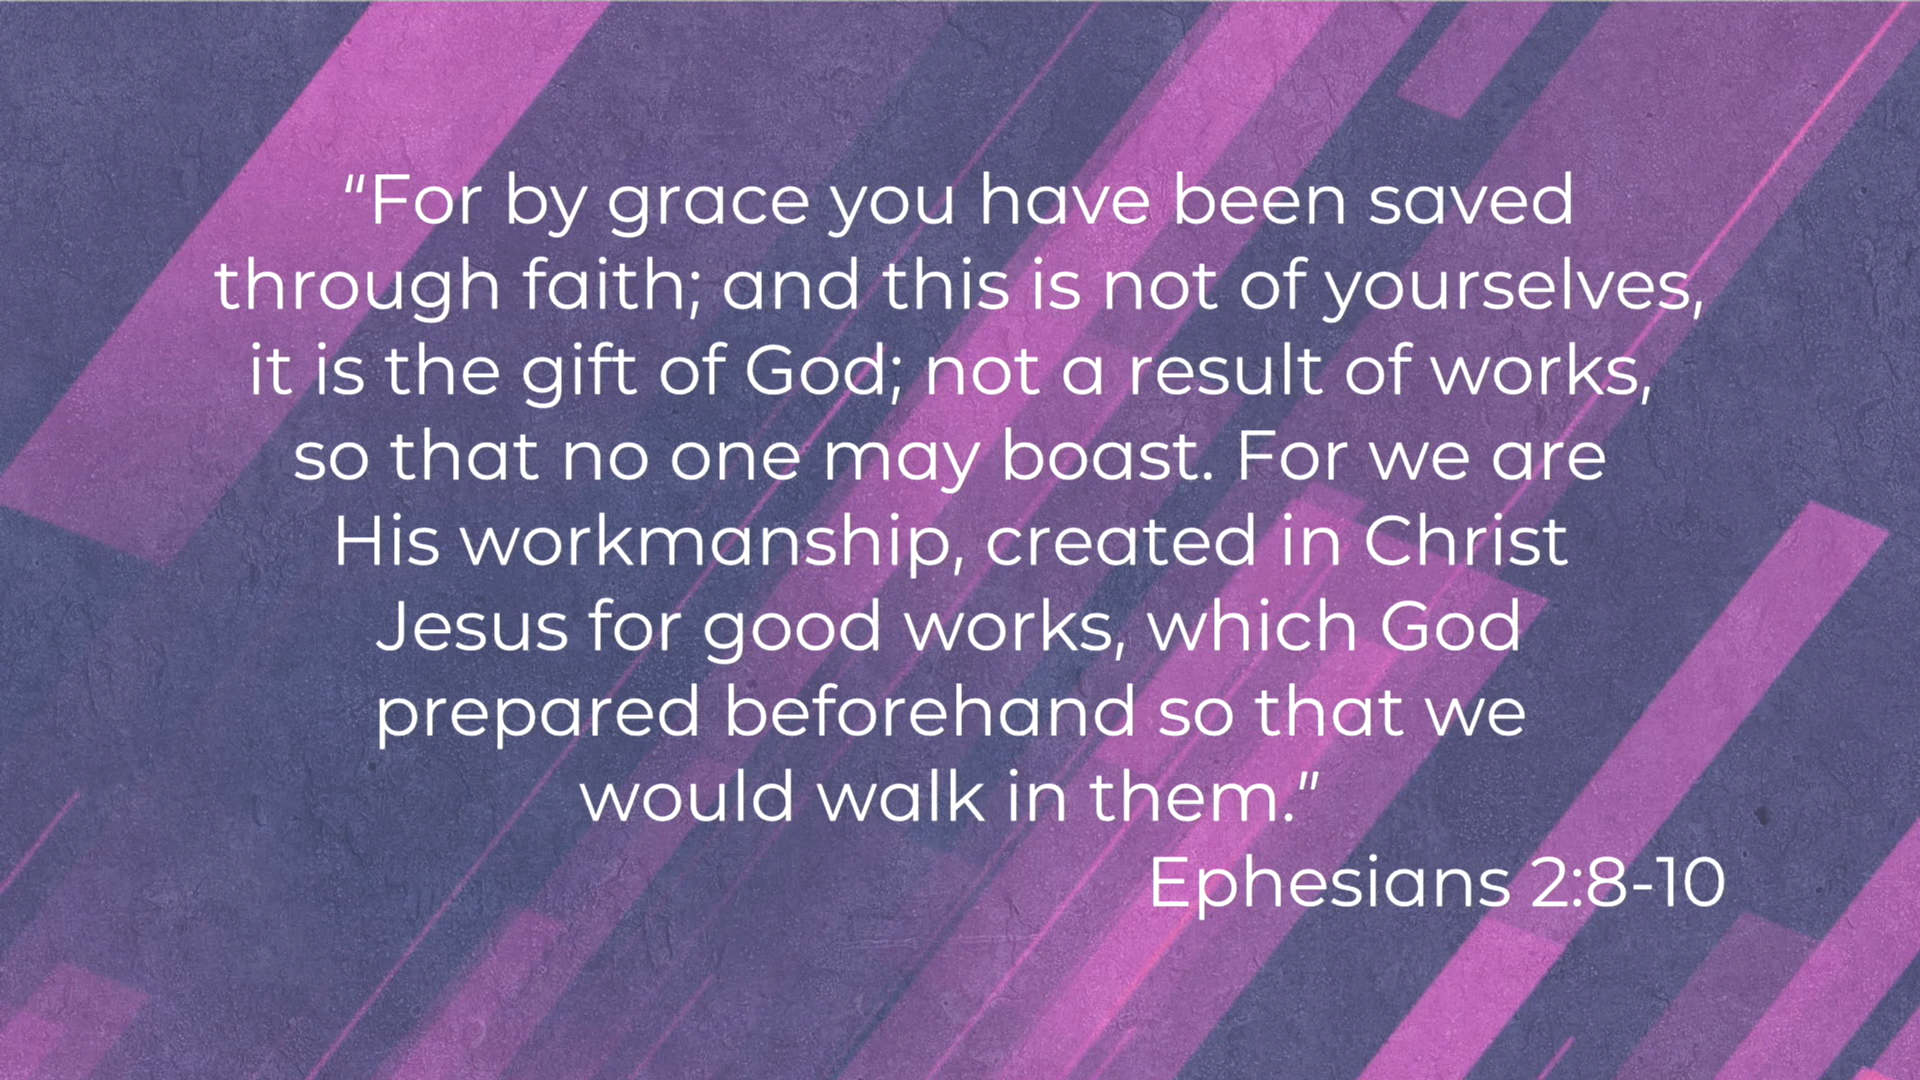 “For by grace you have been saved
through faith; and this is not of yourselves,
it is the gift of God; not a result of works,
so that no one may boast. For we are
His workmanship, created in Christ
Jesus for good works, which God
prepared beforehand so that we
would walk in them.”
Ephesians 2:8-10